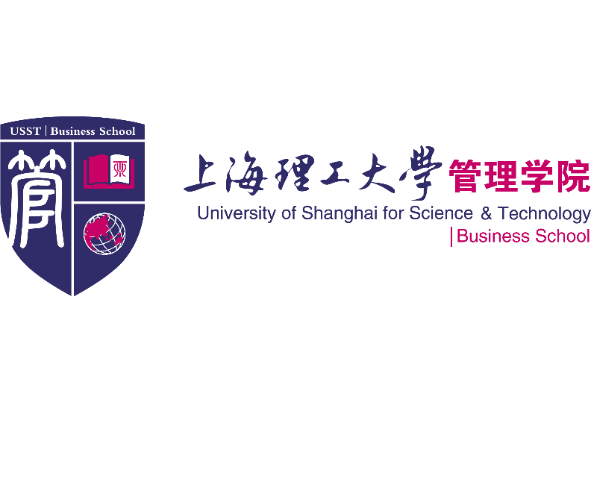 USST | Business School
管
上海理工大學管理学院
University of Shanghai for Science & Technology
|Business School